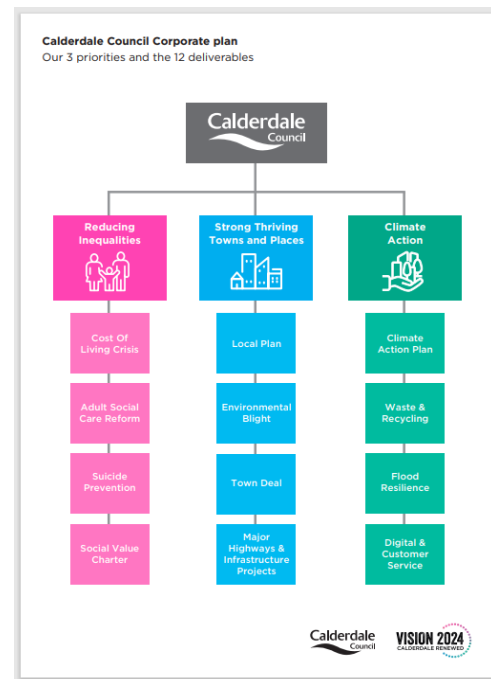 Calderdale Council Corporate plan
Our 3 priorities and the 12 deliverables
Calderdale
Council
Reducing
Inequalities
Strong Thriving
Towns and Places
Climate
Action
Cost Of
Living Crisis
Local Plan
Climate
Action Plan
Adult Social
Care Reform
Environmental
Blight
Waste &
Recycling
Suicide
Prevention
Town Deal
Flood
Resilience
Social Value
Charter
Major
Highways &
Infrastructure
Projects
Digital &
Customer
Service
Calderdale
Council
VISION 2024
CALDERDALE RENEWED